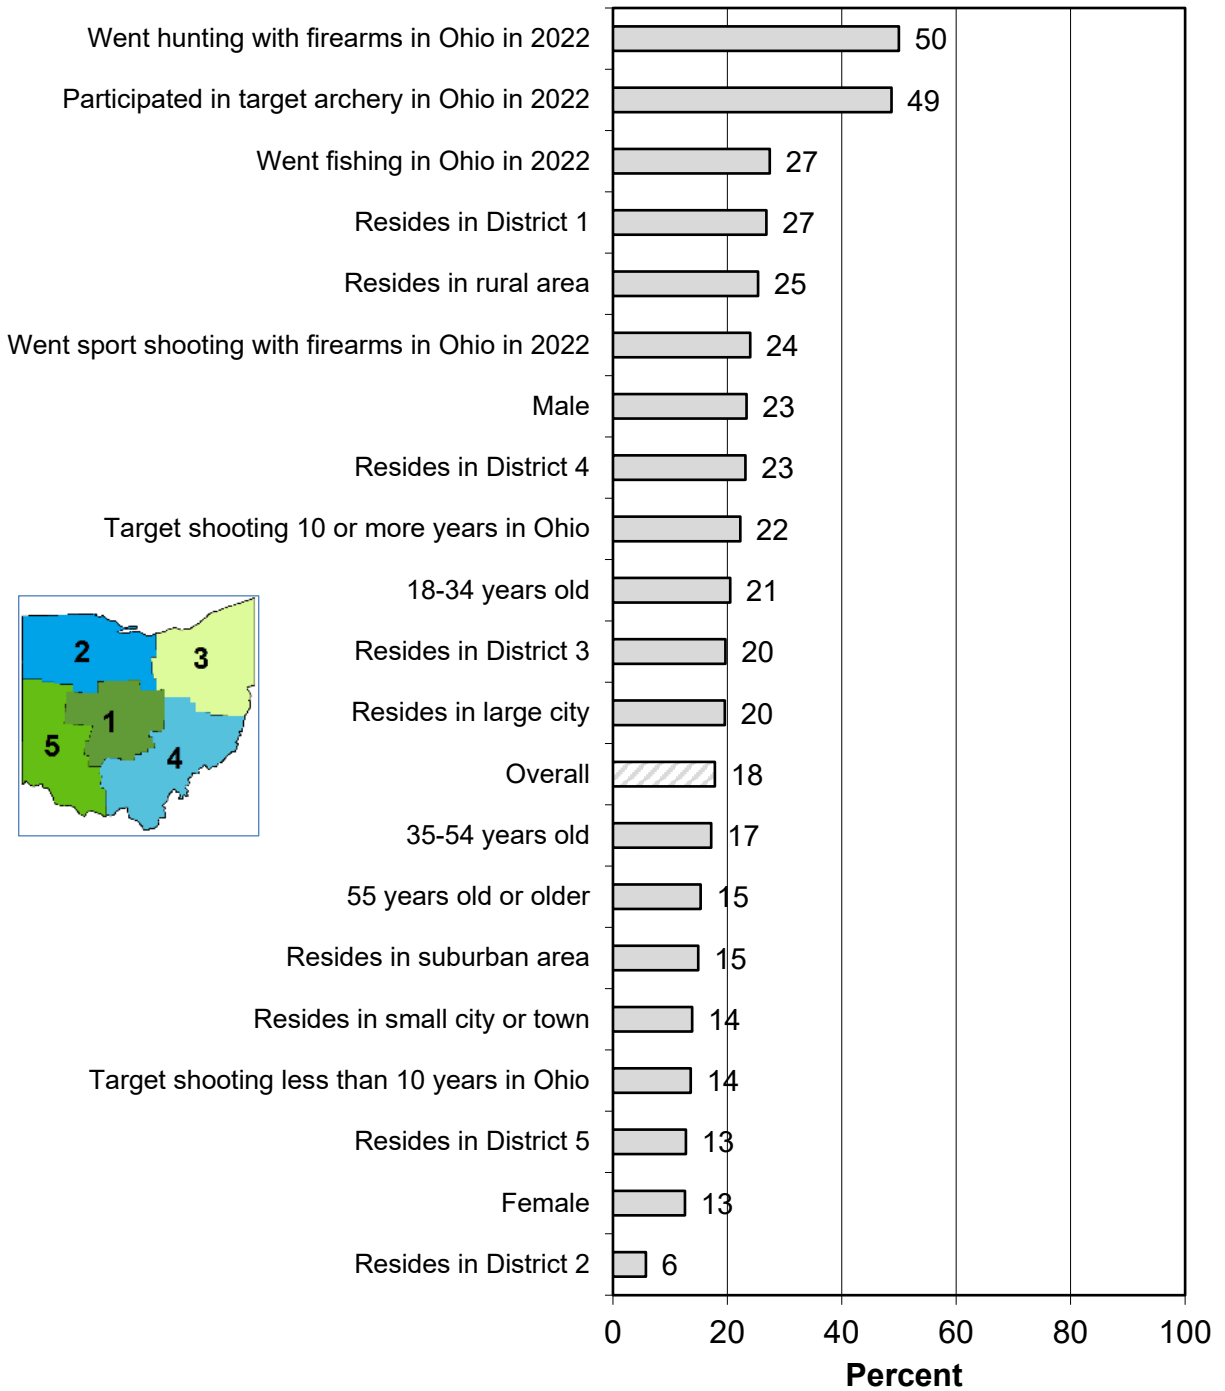 Went hunting with firearms in Ohio in 2022 50
Participated in target archery in Ohio in 2022 49
Went fishing in Ohio in 2022 27
Resides in District 1 27
Resides in rural area 25
Went sport shooting with firearms in Ohio in 2022 24
Male 23
Resides in District 4 23
Target shooting 10 or more years in Ohio 22
18-34 years old 21
Resides in District 3 20
Resides in large city 20
Overall 18
35-54 years old 17
55 years old or older 15
Resides in suburban area 15
Resides in small city or town 14
Target shooting less than 10 years in Ohio 14
Resides in District 5 13
Female 13
Resides in District 2 6
2
3
1
5
4
0 20 40 60 80 100
Percent